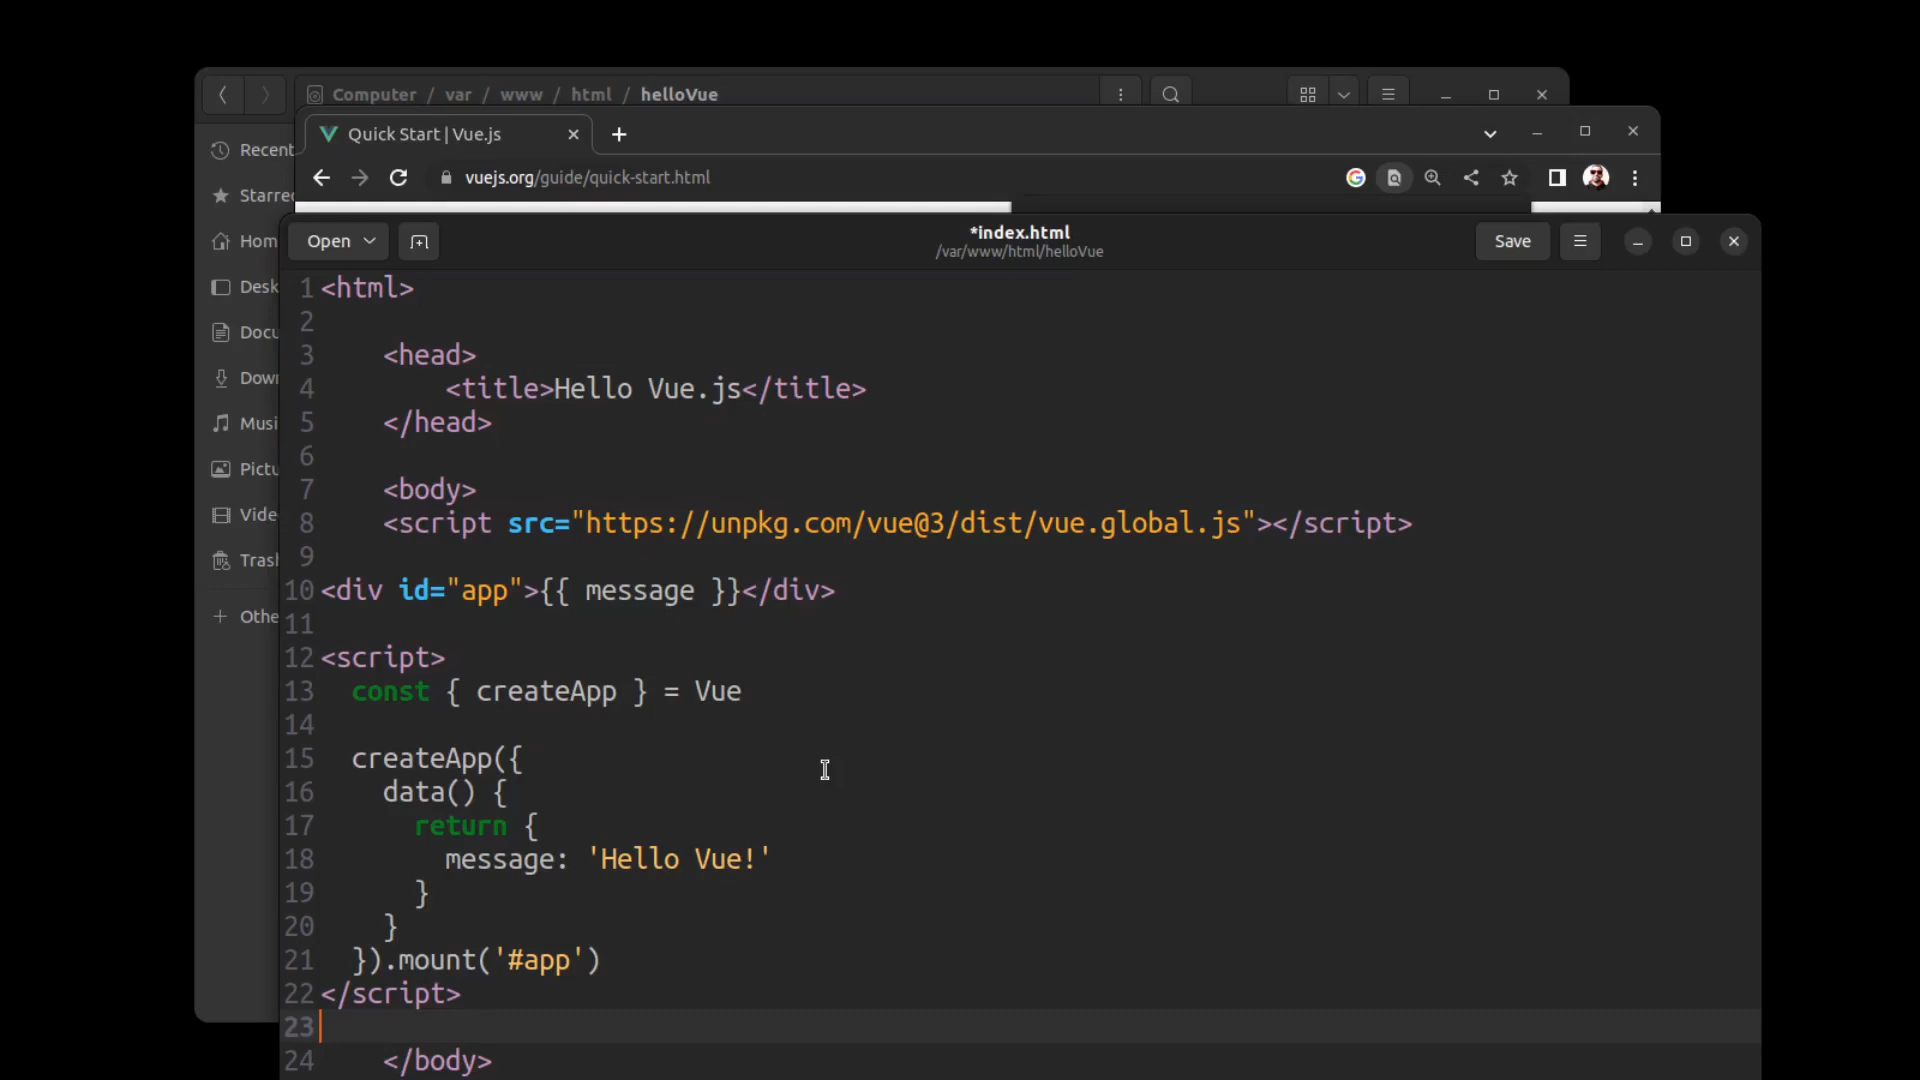 Computer / var / www / html / helloVue
Quick Start | Vue.js
vuejs.org/guide/quick-start.html
Recent
Starre
Hom
Desk
Docu
Down
Musi
Pictu
Vide
Trash
+ Othe
Open
*index.html
/var/www/html/helloVue
Save
1 <html>
2
3     <head>
4         <title>Hello Vue.js</title>
5     </head>
6
7     <body>
8     <script src="https://unpkg.com/vue@3/dist/vue.global.js"></script>
9
10 <div id="app">{{ message }}</div>
11
12 <script>
13   const { createApp } = Vue
14
15   createApp({
16     data() {
17       return {
18         message: 'Hello Vue!'
19       }
20     }
21   }).mount('#app')
22 </script>
23
24     </body>